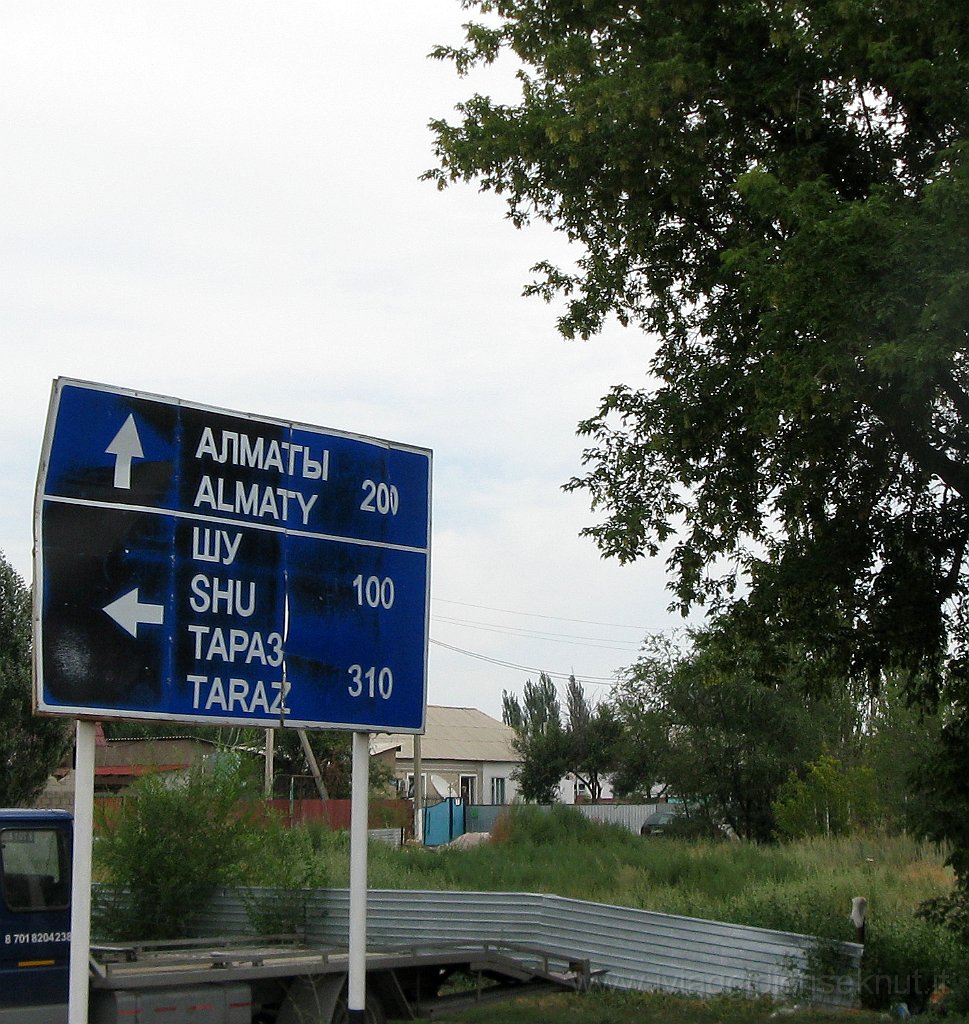 АЛМАТЫ
ALMATY 200
ШУ
SHU 100
ТАРАЗ
TARAZ 310
8 701 8204238